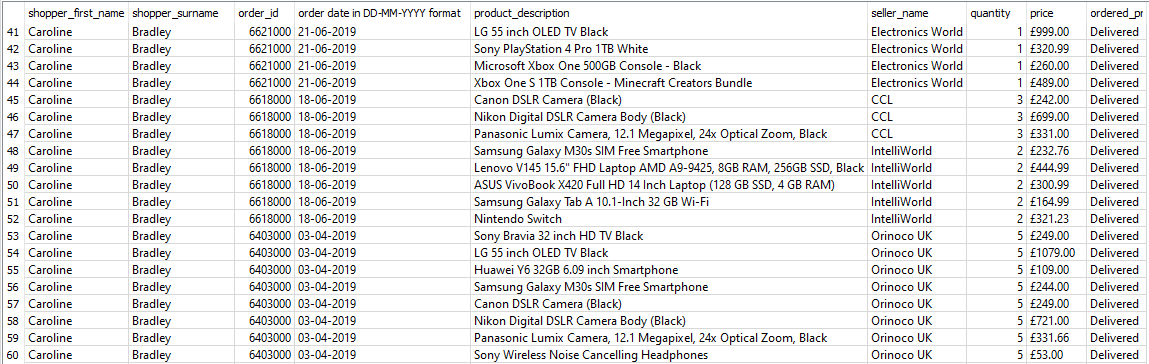 shopper_first_name shopper_surname order_id order date in DD-MM-YYYY format product_description seller_name quantity price ordered_pr
41 Caroline Bradley 6621000 21-06-2019 LG 55 inch OLED TV Black Electronics World 1 £999.00 Delivered
42 Caroline Bradley 6621000 21-06-2019 Sony PlayStation 4 Pro 1TB White Electronics World 1 £320.99 Delivered
43 Caroline Bradley 6621000 21-06-2019 Microsoft Xbox One 500GB Console - Black Electronics World 1 £260.00 Delivered
44 Caroline Bradley 6621000 21-06-2019 Xbox One S 1TB Console - Minecraft Creators Bundle Electronics World 1 £489.00 Delivered
45 Caroline Bradley 6618000 18-06-2019 Canon DSLR Camera (Black) CCL 3 £242.00 Delivered
46 Caroline Bradley 6618000 18-06-2019 Nikon Digital DSLR Camera Body (Black) CCL 3 £699.00 Delivered
47 Caroline Bradley 6618000 18-06-2019 Panasonic Lumix Camera, 12.1 Megapixel, 24x Optical Zoom, Black CCL 3 £331.00 Delivered
48 Caroline Bradley 6618000 18-06-2019 Samsung Galaxy M30s SIM Free Smartphone IntelliWorld 2 £232.76 Delivered
49 Caroline Bradley 6618000 18-06-2019 Lenovo V145 15.6" FHD Laptop AMD A9-9425, 8GB RAM, 256GB SSD, Black IntelliWorld 2 £444.99 Delivered
50 Caroline Bradley 6618000 18-06-2019 ASUS VivoBook X420 Full HD 14 Inch Laptop (128 GB SSD, 4 GB RAM) IntelliWorld 2 £300.99 Delivered
51 Caroline Bradley 6618000 18-06-2019 Samsung Galaxy Tab A 10.1-Inch 32 GB Wi-Fi IntelliWorld 2 £164.99 Delivered
52 Caroline Bradley 6618000 18-06-2019 Nintendo Switch IntelliWorld 2 £321.23 Delivered
53 Caroline Bradley 6403000 03-04-2019 Sony Bravia 32 inch HD TV Black Orinoco UK 5 £249.00 Delivered
54 Caroline Bradley 6403000 03-04-2019 LG 55 inch OLED TV Black Orinoco UK 5 £1079.00 Delivered
55 Caroline Bradley 6403000 03-04-2019 Huawei Y6 32GB 6.09 inch Smartphone Orinoco UK 5 £109.00 Delivered
56 Caroline Bradley 6403000 03-04-2019 Samsung Galaxy M30s SIM Free Smartphone Orinoco UK 5 £244.00 Delivered
57 Caroline Bradley 6403000 03-04-2019 Canon DSLR Camera (Black) Orinoco UK 5 £249.00 Delivered
58 Caroline Bradley 6403000 03-04-2019 Nikon Digital DSLR Camera Body (Black) Orinoco UK 5 £721.00 Delivered
59 Caroline Bradley 6403000 03-04-2019 Panasonic Lumix Camera, 12.1 Megapixel, 24x Optical Zoom, Black Orinoco UK 5 £331.66 Delivered
60 Caroline Bradley 6403000 03-04-2019 Sony Wireless Noise Cancelling Headphones Orinoco UK 5 £53.00 Delivered